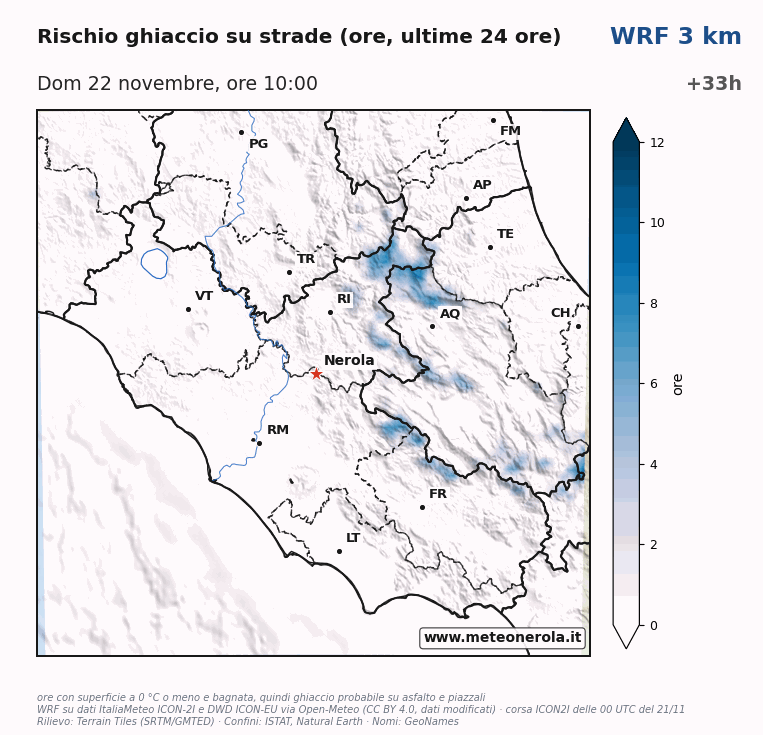 Rischio ghiaccio su strade (ore, ultime 24 ore)
WRF 3 km
Dom 22 novembre, ore 10:00
+33h
FM
PG
AP
TE
TR
VT
RI
AQ
CH
Nerola
RM
FR
LT
www.meteonerola.it
12
10
8
6
4
2
0
ore
ore con superficie a 0 °C o meno e bagnata, quindi ghiaccio probabile su asfalto e piazzali
WRF su dati ItaliaMeteo ICON-2I e DWD ICON-EU via Open-Meteo (CC BY 4.0, dati modificati) · corsa ICON2I delle 00 UTC del 21/11
Rilievo: Terrain Tiles (SRTM/GMTED) · Confini: ISTAT, Natural Earth · Nomi: GeoNames